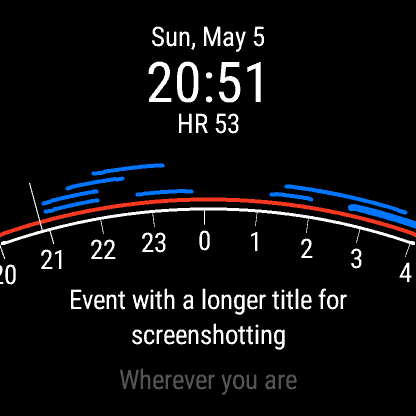 Sun, May 5
20:51
HR 53
20 21 22 23 0 1 2 3 4
Event with a longer title for
screenshotting
Wherever you are